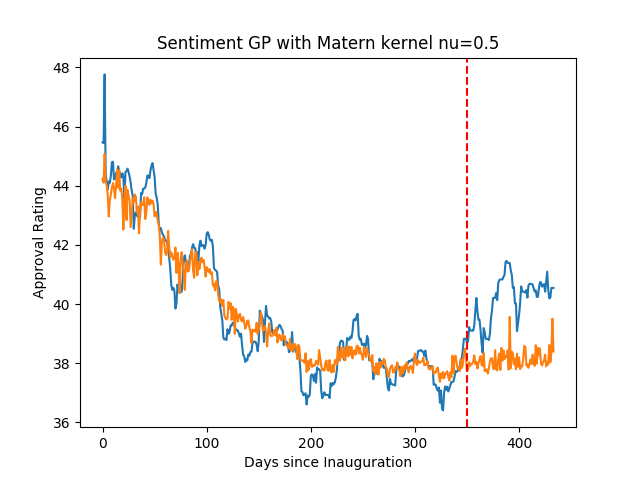 Sentiment GP with Matern kernel nu=0.5
48
46
44
42
40
38
36
Approval Rating
0 100 200 300 400
Days since Inauguration